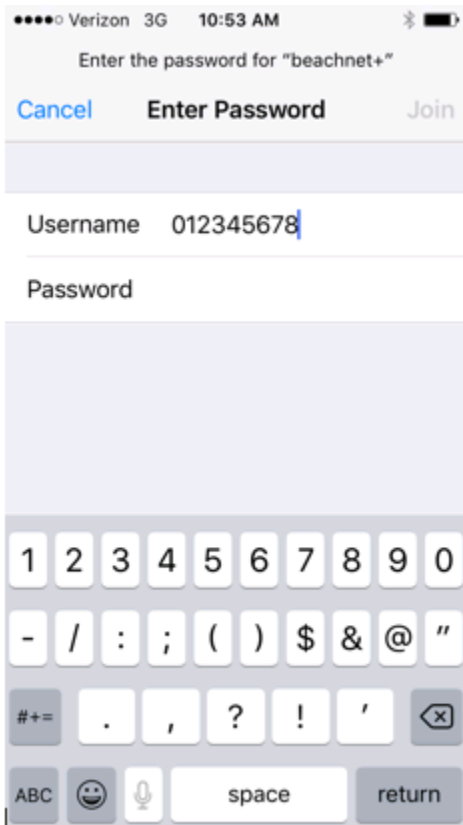 Verizon 3G 10:53 AM
Enter the password for “beachnet+”
Cancel Enter Password Join
Username 012345678
Password
1 2 3 4 5 6 7 8 9 0
- / : ; ( ) $ & @ "
#+= . , ? ! ' 
ABC space return